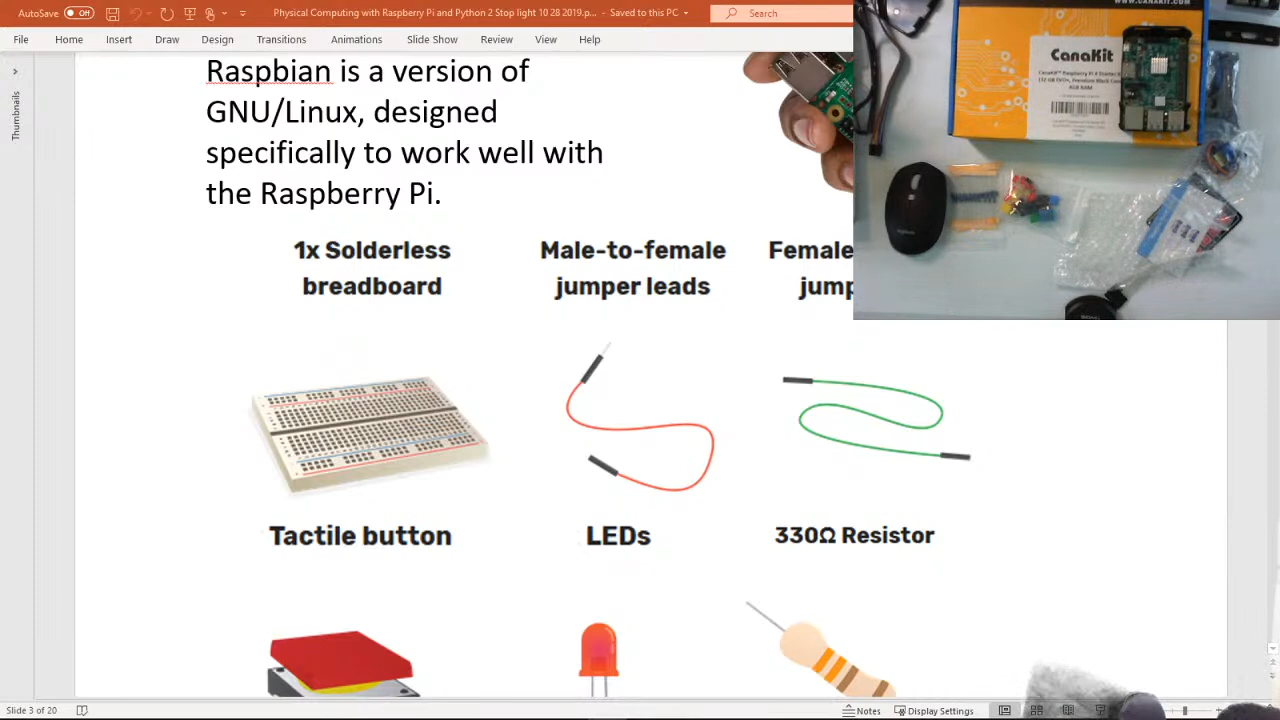 AutoSave Off
Physical Computing with Raspberry Pi and Python 2 Stop light 10 28 2019.p... - Saved to this PC
Search
File Home Insert Draw Design Transitions Animations Slide Show Review View Help
Thumbnails
Raspbian is a version of
GNU/Linux, designed
specifically to work well with
the Raspberry Pi.
1x Solderless
breadboard
Male-to-female
jumper leads
Female
jump
Tactile button
LEDs
330Ω Resistor
WWW.CANAKIT.COM
CanaKit
Slide 3 of 20
Notes
Display Settings